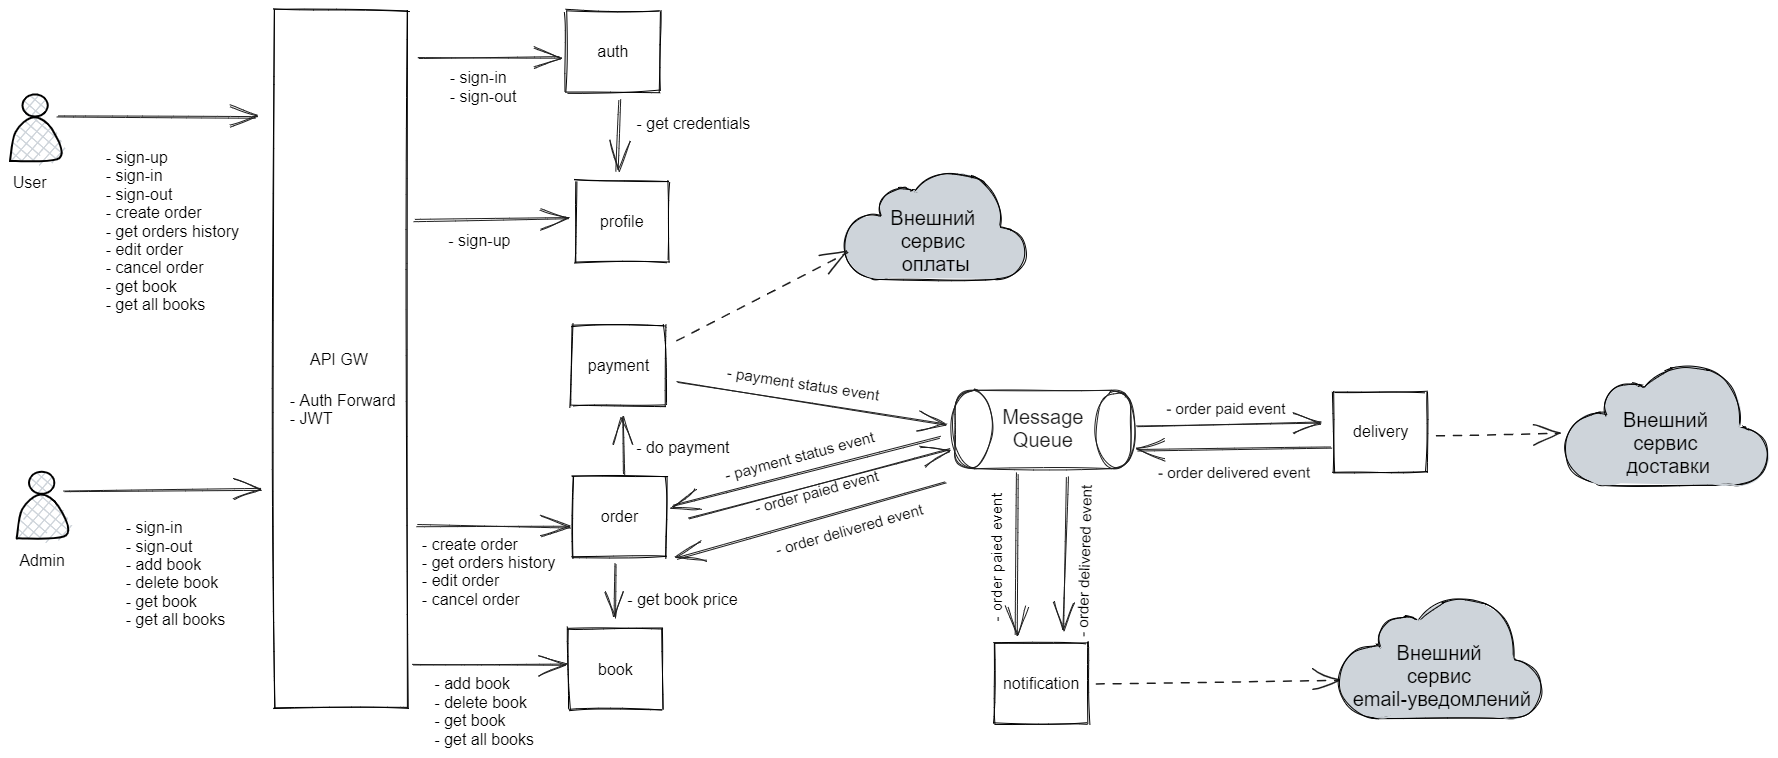 User
- sign-up
- sign-in
- sign-out
- create order
- get orders history
- edit order
- cancel order
- get book
- get all books
Admin
- sign-in
- sign-out
- add book
- delete book
- get book
- get all books
API GW
- Auth Forward
- JWT
- sign-in
- sign-out
auth
- get credentials
- sign-up
profile
Внешний
сервис
оплаты
payment
- payment status event
- do payment
- payment status event
- order paied event
- order delivered event
- create order
- get orders history
- edit order
- cancel order
order
- get book price
- add book
- delete book
- get book
- get all books
book
Message
Queue
- order paid event
- order delivered event
delivery
Внешний
сервис
доставки
- order paied event
- order delivered event
notification
Внешний
сервис
email-уведомлений